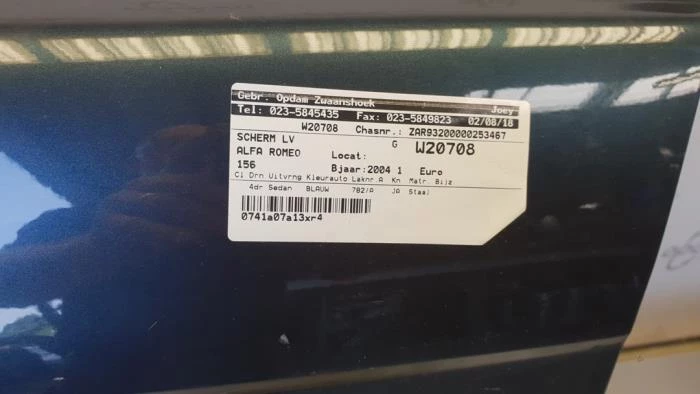 Gebr. Opdam Zwaanshoek Joey
Tel: 023-5845435 Fax: 023-5849823 02/08/18
W20708 Chasnr.: ZAR93200000253467
SCHERM LV G W20708
ALFA ROMEO Locat:
156 Bjaar:2004 1 Euro
Ci Drn Uitvrng Kleurauto Laknr.A Kn Matr. Bijz
4dr Sedan BLAUW 782/A JA Staal
0741a07a13xr4